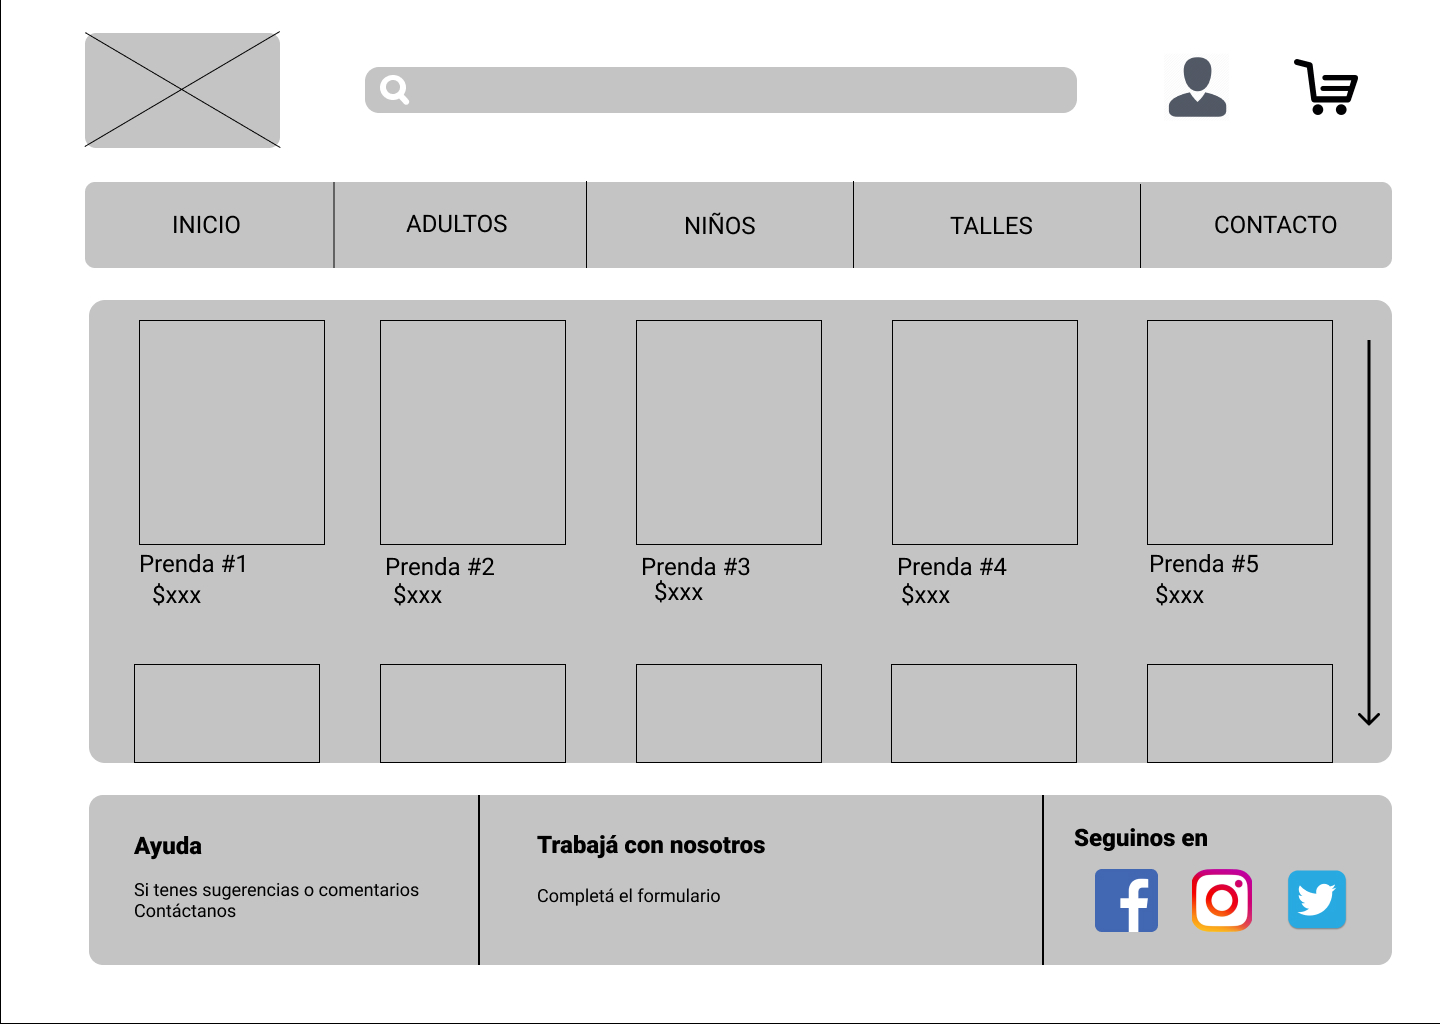 INICIO
ADULTOS
NIÑOS
TALLES
CONTACTO
Prenda #1
$xxx
Prenda #2
$xxx
Prenda #3
$xxx
Prenda #4
$xxx
Prenda #5
$xxx
Ayuda
Si tenes sugerencias o comentarios
Contáctanos
Trabajá con nosotros
Completá el formulario
Seguinos en